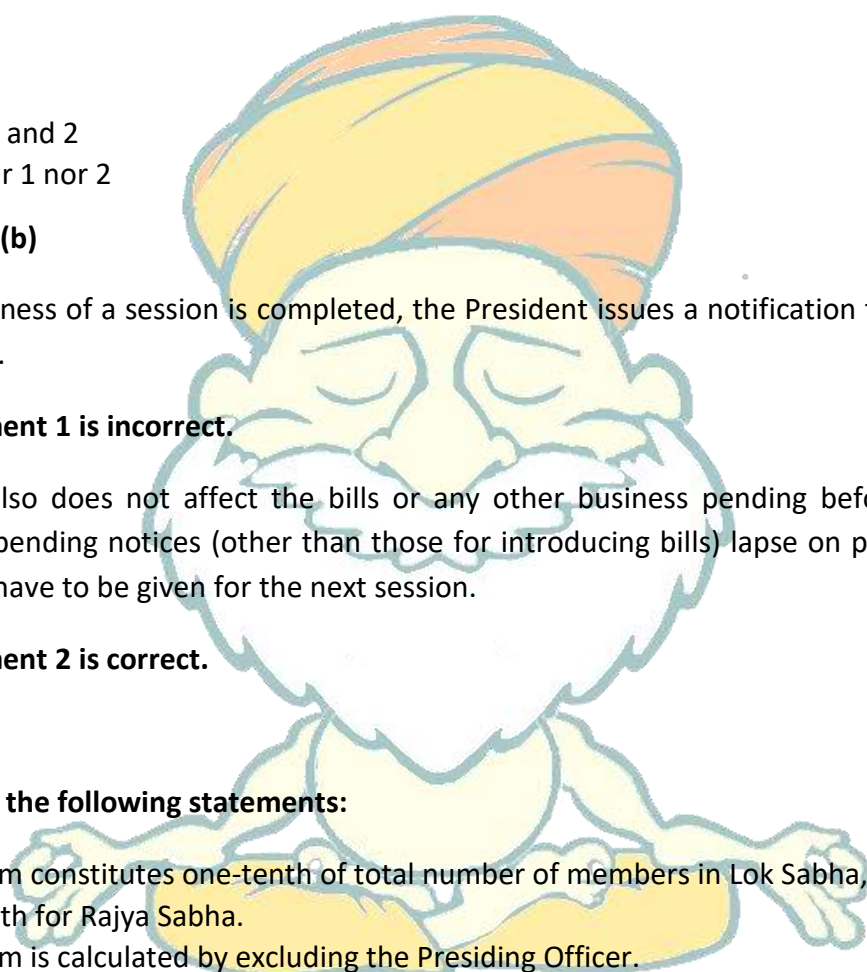 and 2
r 1 nor 2
(b)
ness of a session is completed, the President issues a notification
.
ent 1 is incorrect.
lso does not affect the bills or any other business pending bef
pending notices (other than those for introducing bills) lapse on p
have to be given for the next session.
ent 2 is correct.
the following statements:
m constitutes one-tenth of total number of members in Lok Sabha,
th for Rajya Sabha.
m is calculated by excluding the Presiding Officer.